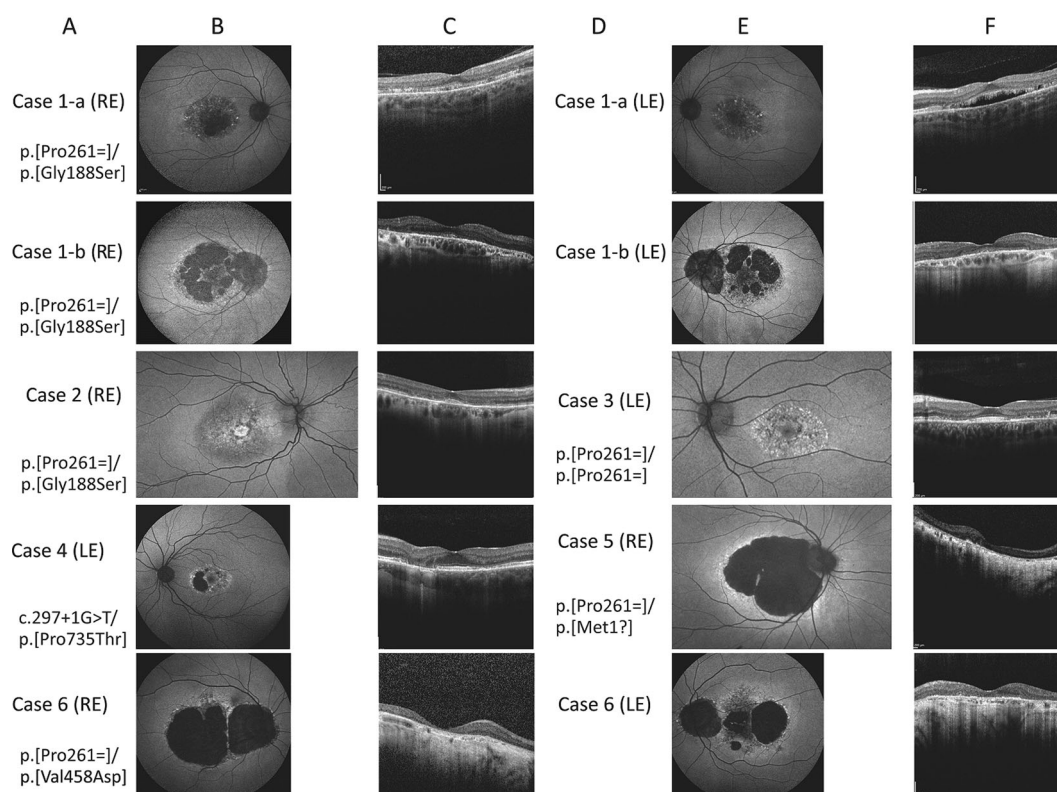 A B C D E F
Case 1-a (RE)
p.[Pro261=]/
p.[Gly188Ser]
Case 1-a (LE)
Case 1-b (RE)
p.[Pro261=]/
p.[Gly188Ser]
Case 1-b (LE)
Case 2 (RE)
p.[Pro261=]/
p.[Gly188Ser]
Case 3 (LE)
p.[Pro261=]/
p.[Pro261=]
Case 4 (LE)
c.297+1G>T/
p.[Pro735Thr]
Case 5 (RE)
p.[Pro261=]/
p.[Met1?]
Case 6 (RE)
p.[Pro261=]/
p.[Val458Asp]
Case 6 (LE)